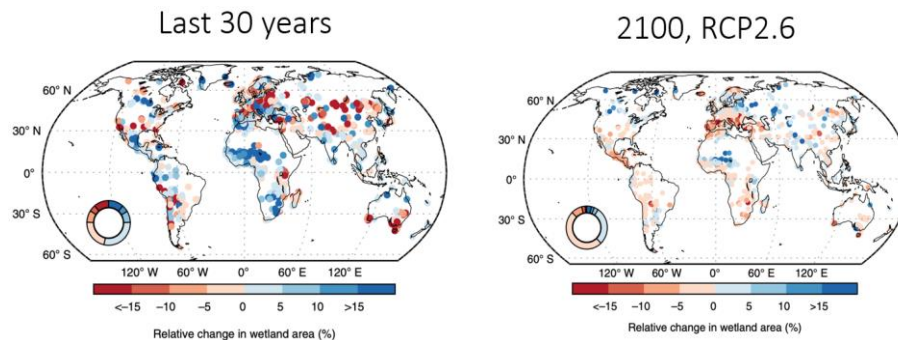 Last 30 years
60° N
30° N
0°
30° S
60° S
120° W 60° W 0° 60° E 120° E
<–15 –10 –5 0 5 10 >15
Relative change in wetland area (%)
2100, RCP2.6
60° N
30° N
0°
30° S
60° S
120° W 60° W 0° 60° E 120° E
<–15 –10 –5 0 5 10 >15
Relative change in wetland area (%)